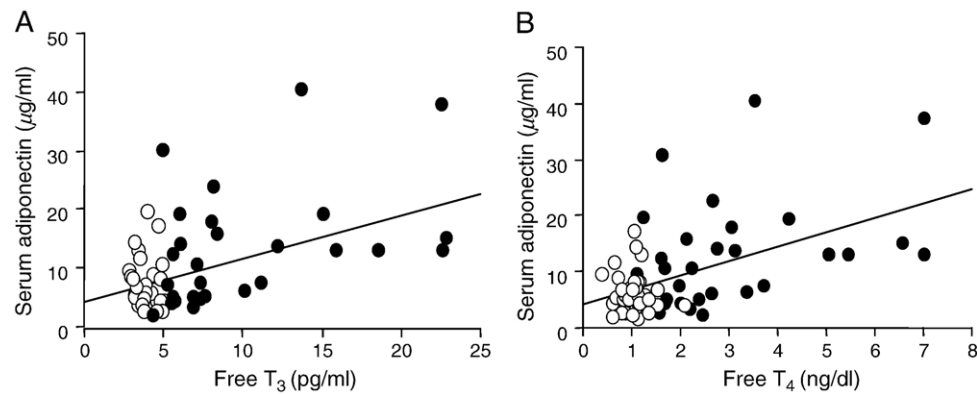 A
B
50
40
30
20
10
0
Serum adiponectin (μg/ml)
0 5 10 15 20 25
Free T3 (pg/ml)
50
40
30
20
10
0
Serum adiponectin (μg/ml)
0 1 2 3 4 5 6 7 8
Free T4 (ng/dl)